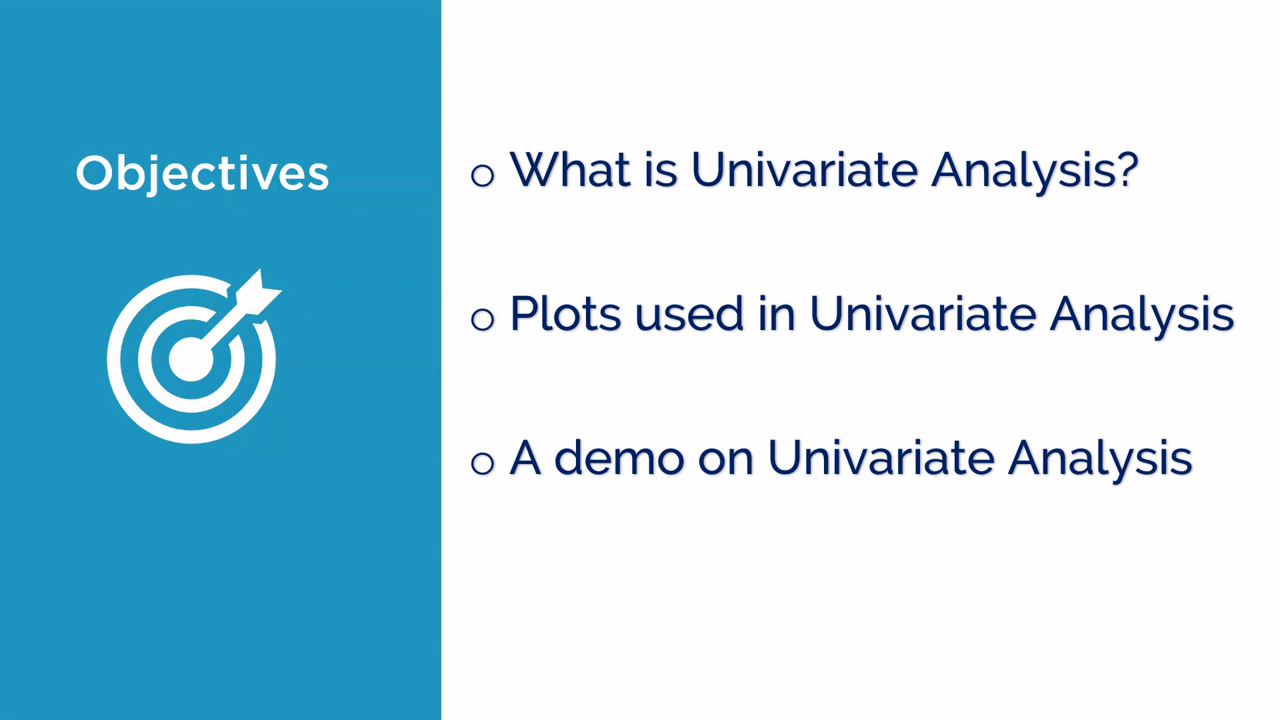 Objectives
o What is Univariate Analysis?
o Plots used in Univariate Analysis
o A demo on Univariate Analysis